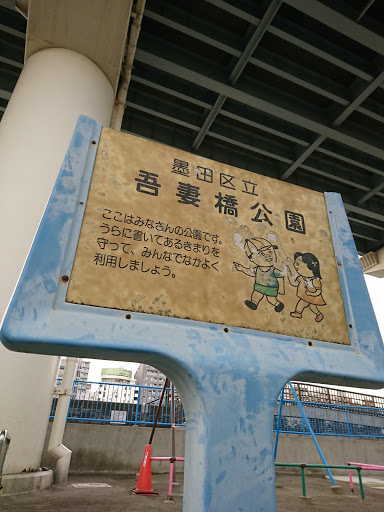 墨田区立
吾妻橋公園
ここはみなさんの公園です。
うらに書いてあるきまりを
守って、みんなでなかよく
利用しましょう。